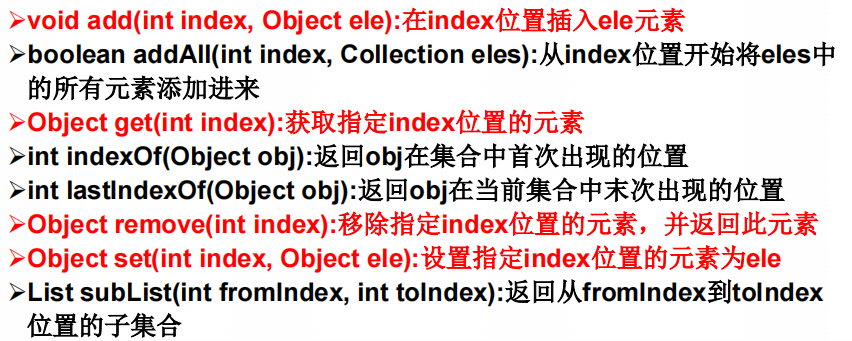 ➢void add(int index, Object ele):在index位置插入ele元素
➢boolean addAll(int index, Collection eles):从index位置开始将eles中
的所有元素添加进来
➢Object get(int index):获取指定index位置的元素
➢int indexOf(Object obj):返回obj在集合中首次出现的位置
➢int lastIndexOf(Object obj):返回obj在当前集合中末次出现的位置
➢Object remove(int index):移除指定index位置的元素，并返回此元素
➢Object set(int index, Object ele):设置指定index位置的元素为ele
➢List subList(int fromIndex, int toIndex):返回从fromIndex到toIndex
位置的子集合